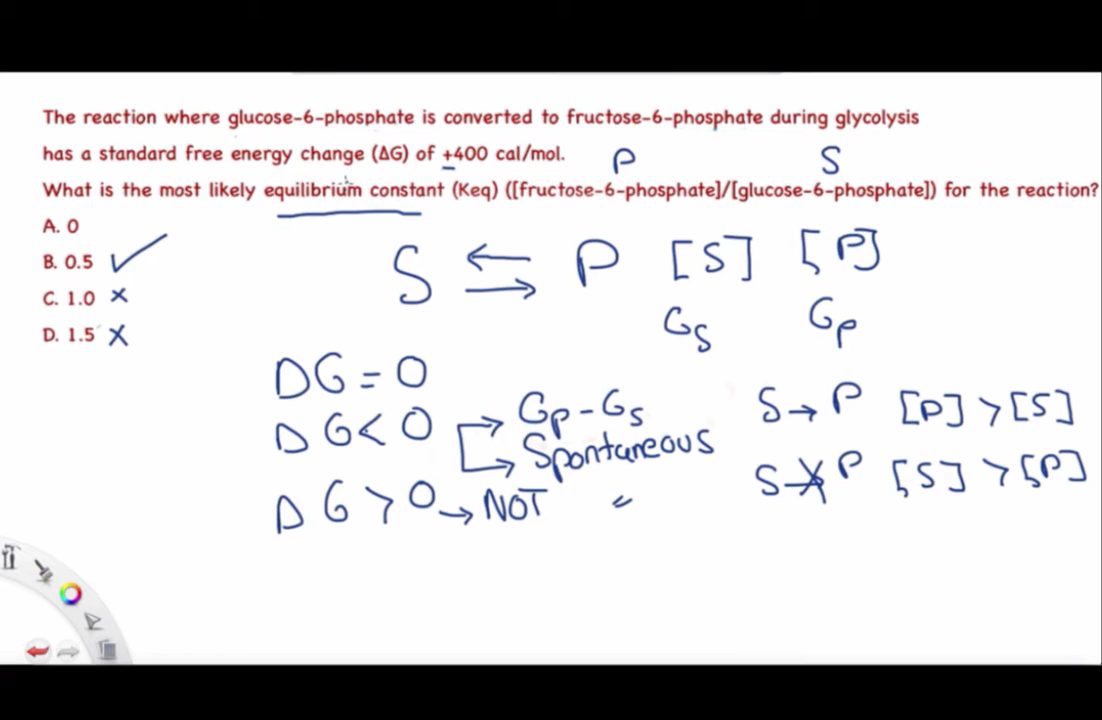 The reaction where glucose-6-phosphate is converted to fructose-6-phosphate during glycolysis
has a standard free energy change (ΔG) of +400 cal/mol.
P S
What is the most likely equilibrium constant (Keq) ([fructose-6-phosphate]/[glucose-6-phosphate]) for the reaction?
A. 0
B. 0.5 ✓
C. 1.0 x
D. 1.5 X
S ⇄ P [S] [P]
Gs Gp
DG = 0
DG < 0 → Gp - Gs
→ Spontaneous
DG > 0 → NOT "
S → P [P] > [S]
S X P [S] > [P]